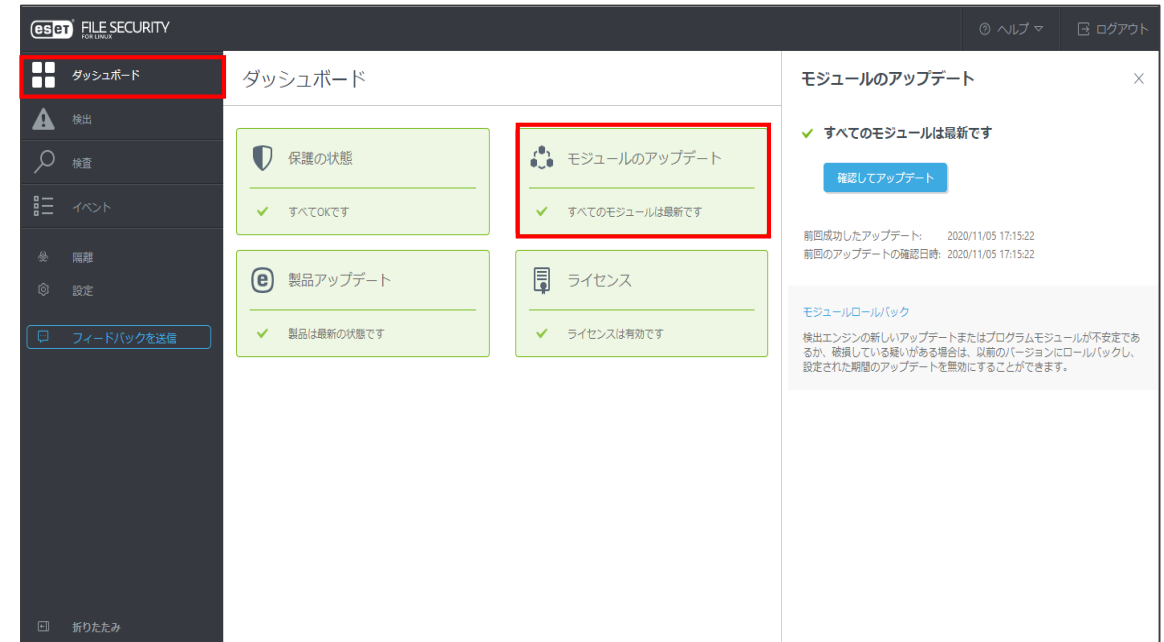 eset FILE SECURITY
FOR LINUX
ヘルプ
ログアウト
ダッシュボード
検出
検査
イベント
隔離
設定
フィードバックを送信
折りたたみ
ダッシュボード
保護の状態
すべてOKです
モジュールのアップデート
すべてのモジュールは最新です
製品アップデート
製品は最新の状態です
ライセンス
ライセンスは有効です
モジュールのアップデート
すべてのモジュールは最新です
確認してアップデート
前回成功したアップデート: 2020/11/05 17:15:22
前回のアップデートの確認日時: 2020/11/05 17:15:22
モジュールロールバック
検出エンジンの新しいアップデートまたはプログラムモジュールが不安定であ
るか、破損している疑いがある場合は、以前のバージョンにロールバックし、
設定された期間のアップデートを無効にすることができます。